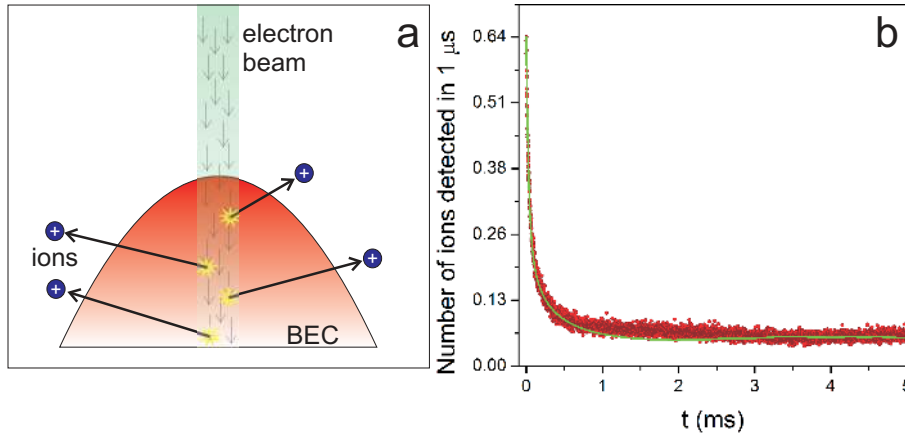 a
electron
beam
+
+
+
ions
+
BEC
b
Number of ions detected in 1 μs
0.64
0.51
0.38
0.26
0.13
0.00
0
1
2
3
4
5
t (ms)